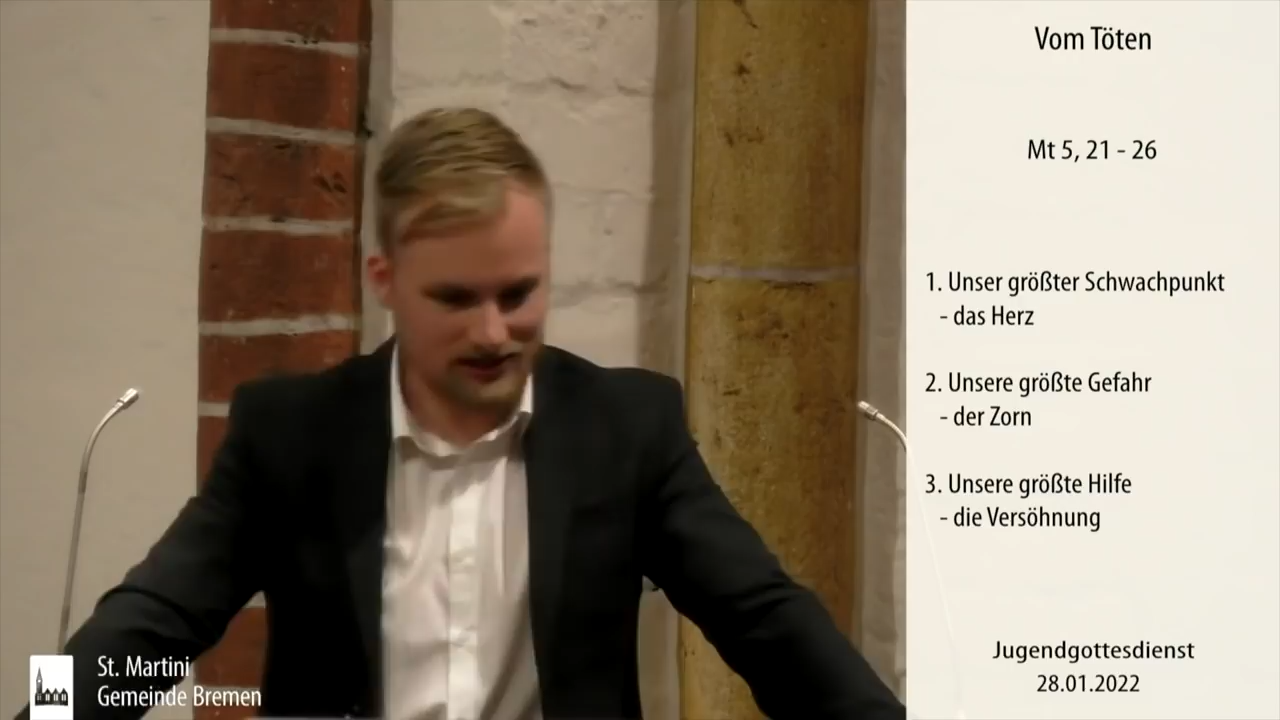 Vom Töten
Mt 5, 21 - 26
1. Unser größter Schwachpunkt
- das Herz
2. Unsere größte Gefahr
- der Zorn
3. Unsere größte Hilfe
- die Versöhnung
Jugendgottesdienst
28.01.2022
St. Martini
Gemeinde Bremen